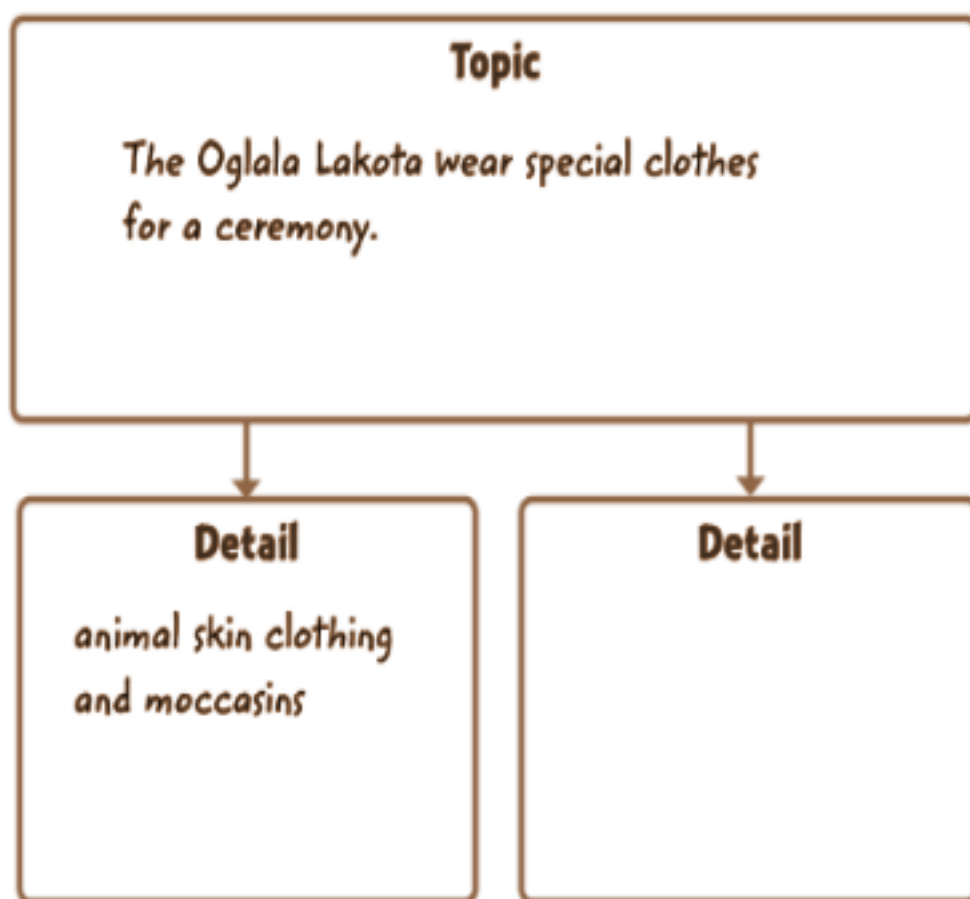 Topic
The Oglala Lakota wear special clothes
for a ceremony.
Detail
animal skin clothing
and moccasins
Detail